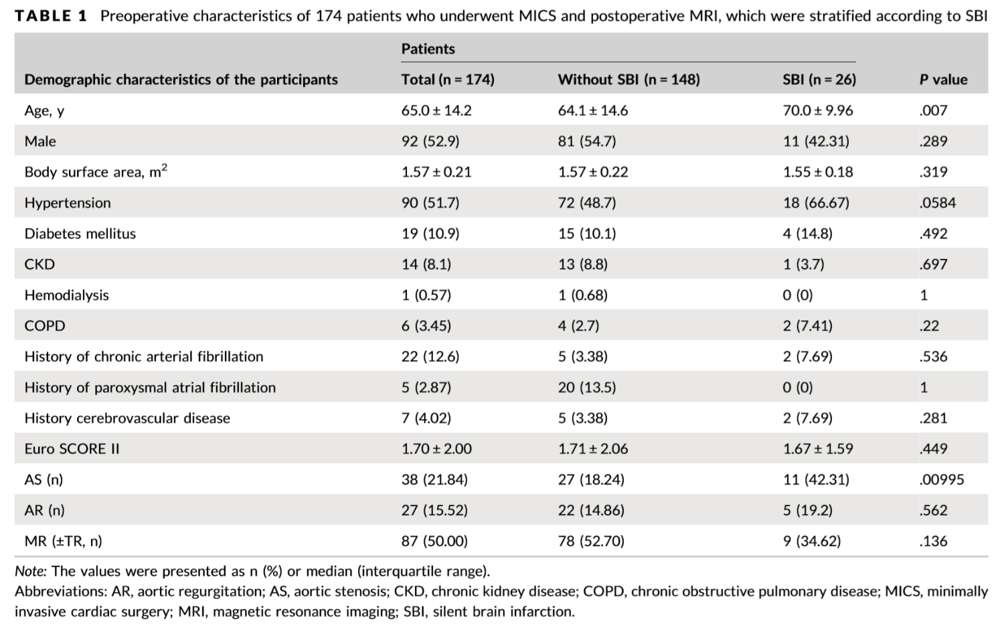 TABLE 1 Preoperative characteristics of 174 patients who underwent MICS and postoperative MRI, which were stratified according to SBI
Patients
Demographic characteristics of the participants Total (n = 174) Without SBI (n = 148) SBI (n = 26) P value
Age, y 65.0 ± 14.2 64.1 ± 14.6 70.0 ± 9.96 .007
Male 92 (52.9) 81 (54.7) 11 (42.31) .289
Body surface area, m² 1.57 ± 0.21 1.57 ± 0.22 1.55 ± 0.18 .319
Hypertension 90 (51.7) 72 (48.7) 18 (66.67) .0584
Diabetes mellitus 19 (10.9) 15 (10.1) 4 (14.8) .492
CKD 14 (8.1) 13 (8.8) 1 (3.7) .697
Hemodialysis 1 (0.57) 1 (0.68) 0 (0) 1
COPD 6 (3.45) 4 (2.7) 2 (7.41) .22
History of chronic arterial fibrillation 22 (12.6) 5 (3.38) 2 (7.69) .536
History of paroxysmal atrial fibrillation 5 (2.87) 20 (13.5) 0 (0) 1
History cerebrovascular disease 7 (4.02) 5 (3.38) 2 (7.69) .281
Euro SCORE II 1.70 ± 2.00 1.71 ± 2.06 1.67 ± 1.59 .449
AS (n) 38 (21.84) 27 (18.24) 11 (42.31) .00995
AR (n) 27 (15.52) 22 (14.86) 5 (19.2) .562
MR (±TR, n) 87 (50.00) 78 (52.70) 9 (34.62) .136
Note: The values were presented as n (%) or median (interquartile range).
Abbreviations: AR, aortic regurgitation; AS, aortic stenosis; CKD, chronic kidney disease; COPD, chronic obstructive pulmonary disease; MICS, minimally
invasive cardiac surgery; MRI, magnetic resonance imaging; SBI, silent brain infarction.